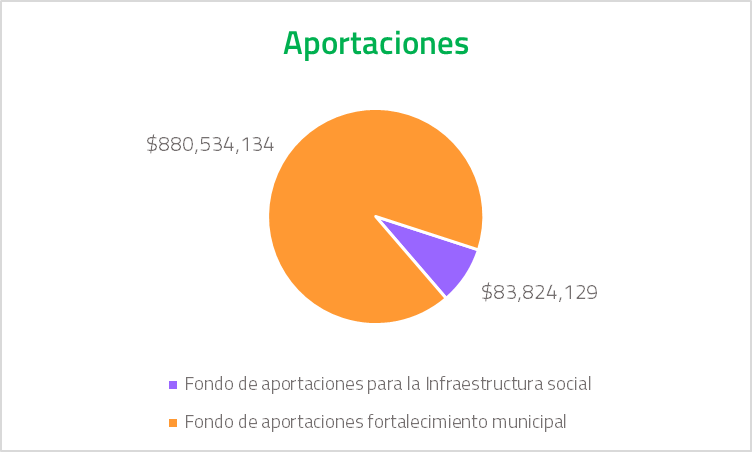 Aportaciones
$880,534,134
$83,824,129
Fondo de aportaciones para la Infraestructura social
Fondo de aportaciones fortalecimiento municipal